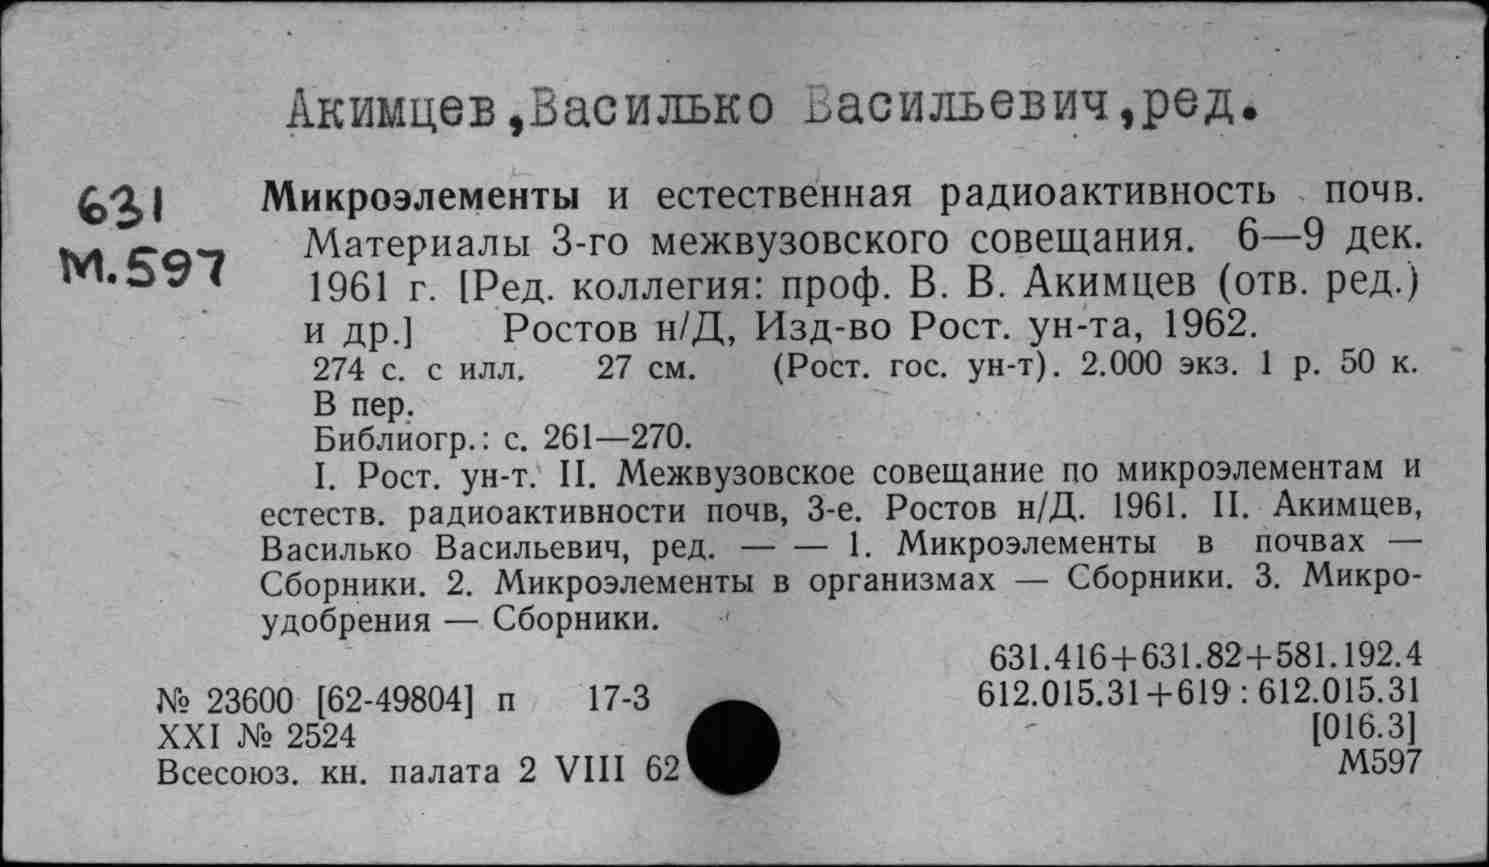 Акимцев,Василько Васильевич,ред.
631
М.597
Микроэлементы и естественная радиоактивность почв.
Материалы 3-го межвузовского совещания. 6—9 дек.
1961 г. [Ред. коллегия: проф. В. В. Акимцев (отв. ред.)
и др.] Ростов н/Д, Изд-во Рост. ун-та, 1962.
274 с. с илл. 27 см. (Рост. гос. ун-т). 2.000 экз. 1 р. 50 к.
В пер.
Библиогр.: с. 261—270.
I. Рост. ун-т. II. Межвузовское совещание по микроэлементам и
естеств. радиоактивности почв, 3-е. Ростов н/Д. 1961. II. Акимцев,
Василько Васильевич, ред. — — 1. Микроэлементы в почвах —
Сборники. 2. Микроэлементы в организмах — Сборники. 3. Микро-
удобрения — Сборники.
631.416+631.82+581.192.4
№ 23600 [62-49804] п 17-3 612.015.31+619 : 612.015.31
XXI № 2524 [016.3]
Всесоюз. кн. палата 2 VIII 62 М597